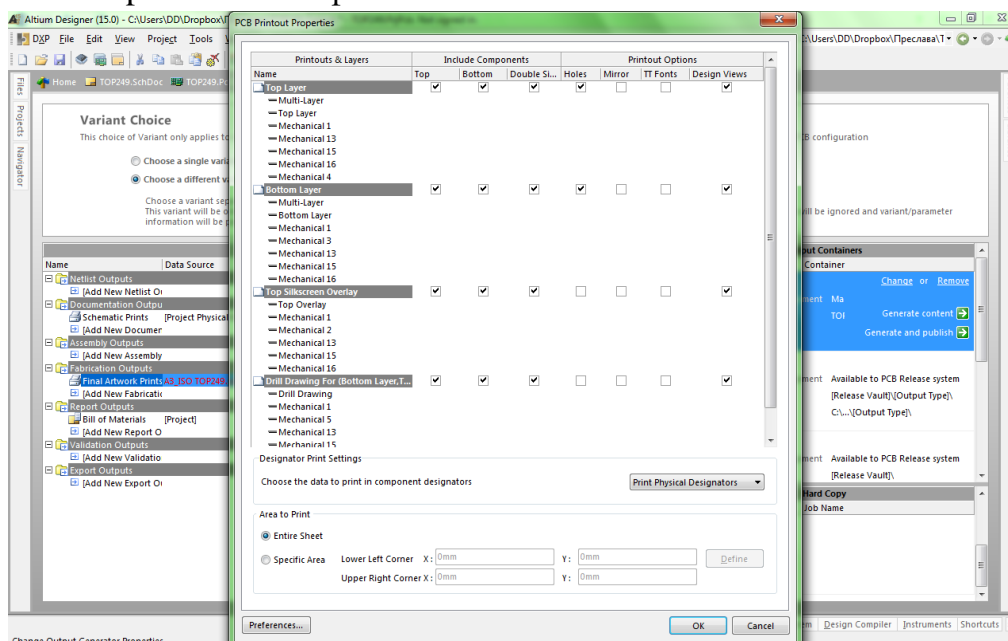 Altium Designer (15.0) - C:\Users\DD\Dropbox\
PCB Printout Properties
DXP File Edit View Project Tools
:\Users\DD\Dropbox\Преслава\Т
Home TOP249.SchDoc TOP249.Pc
Files
Projects
Navigator
Variant Choice
This choice of Variant only applies to
B configuration
Choose a single varia
Choose a different va
Choose a variant sep
This variant will be o
ill be ignored and variant/parameter
information will be p
Name Data Source
Netlist Outputs
[Add New Netlist Ou
Documentation Outpu
Schematic Prints [Project Physical
[Add New Documer
Assembly Outputs
[Add New Assembly
Fabrication Outputs
Final Artwork Prints a3_ISO TOP249.
[Add New Fabricatio
Report Outputs
Bill of Materials [Project]
[Add New Report O
Validation Outputs
[Add New Validatio
Export Outputs
[Add New Export Ou
Printouts & Layers Include Components Printout Options
Name Top Bottom Double Si... Holes Mirror TT Fonts Design Views
Top Layer
Multi-Layer
Top Layer
Mechanical 1
Mechanical 13
Mechanical 15
Mechanical 16
Mechanical 4
Bottom Layer
Multi-Layer
Bottom Layer
Mechanical 1
Mechanical 3
Mechanical 13
Mechanical 15
Mechanical 16
Top Silkscreen Overlay
Top Overlay
Mechanical 1
Mechanical 2
Mechanical 13
Mechanical 15
Mechanical 16
Drill Drawing For (Bottom Layer,T...
Drill Drawing
Mechanical 1
Mechanical 5
Mechanical 13
Mechanical 15
Designator Print Settings
Choose the data to print in component designators Print Physical Designators
Area to Print
Entire Sheet
Specific Area Lower Left Corner X: 0mm Y: 0mm Define
Upper Right Corner X: 0mm Y: 0mm
Preferences... OK Cancel
out Containers
Container
Change or Remove
ment Ma
TOI Generate content
Generate and publish
ment Available to PCB Release system
[Release Vault]\[Output Type]\
C:\...\[Output Type]\
ment Available to PCB Release system
[Release Vault]\
Hard Copy
Job Name
em Design Compiler Instruments Shortcuts
Change Output Generator Properties